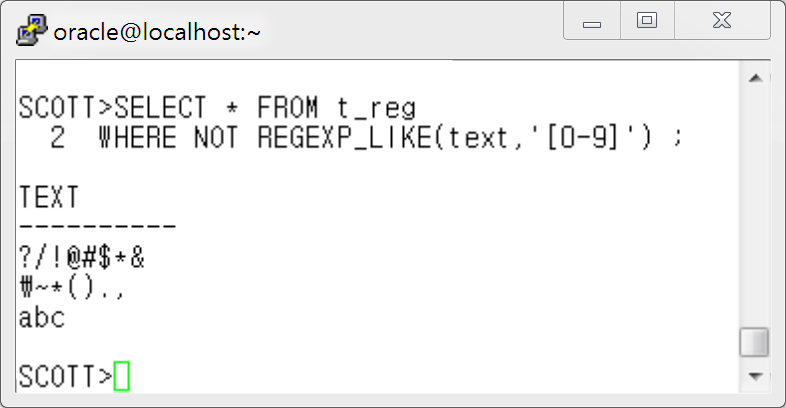 oracle@localhost:~
SCOTT>SELECT * FROM t_reg
  2  WHERE NOT REGEXP_LIKE(text,'[0-9]') ;
TEXT
----------
?/!@#$*&
₩~*().,
abc
SCOTT>